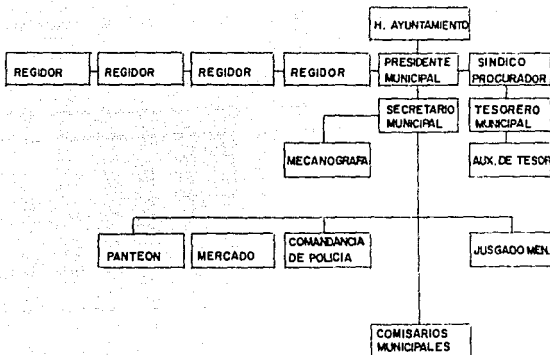 H. AYUNTAMIENTO
REGIDOR
REGIDOR
REGIDOR
REGIDOR
PRESIDENTE
MUNICIPAL
SINDICO
PROCURADOR
SECRETARIO
MUNICIPAL
TESORERO
MUNICIPAL
MECANOGRAFA
AUX. DE TESOR
PANTEON
MERCADO
COMANDANCIA
DE POLICIA
JUSGADO MEN.
COMISARIOS
MUNICIPALES